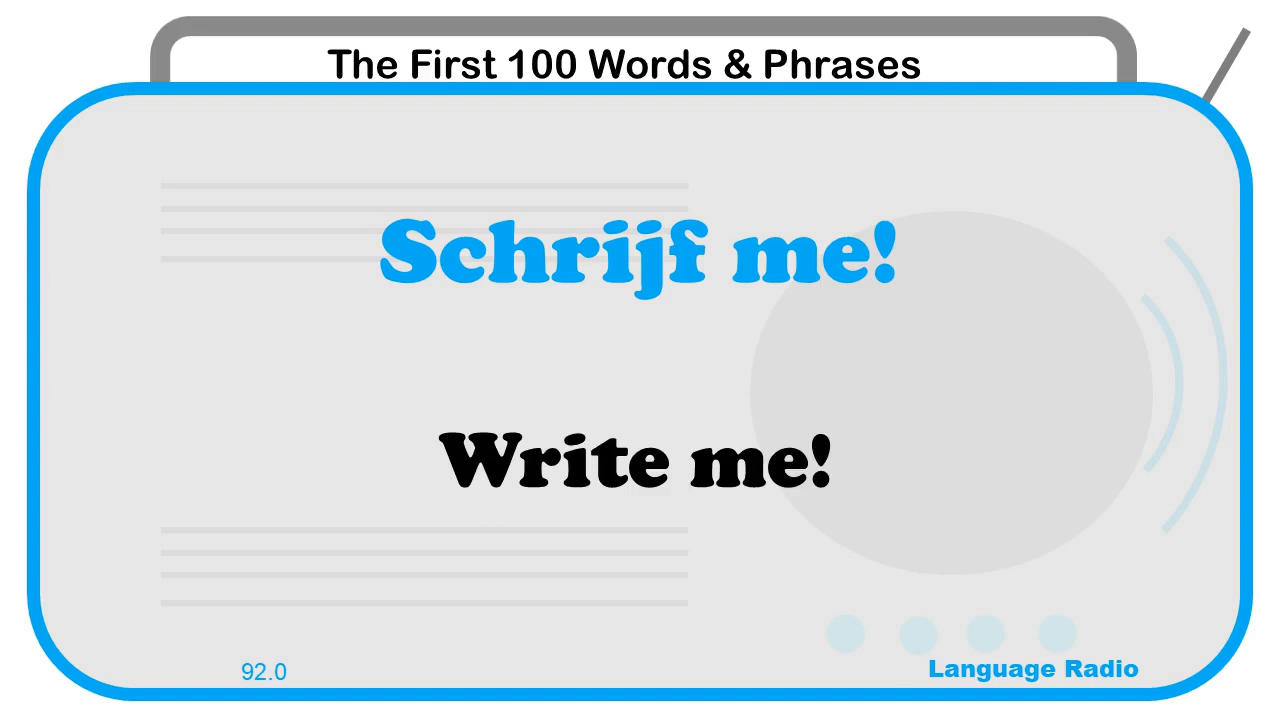 The First 100 Words & Phrases
Schrijf me!
Write me!
92.0
Language Radio